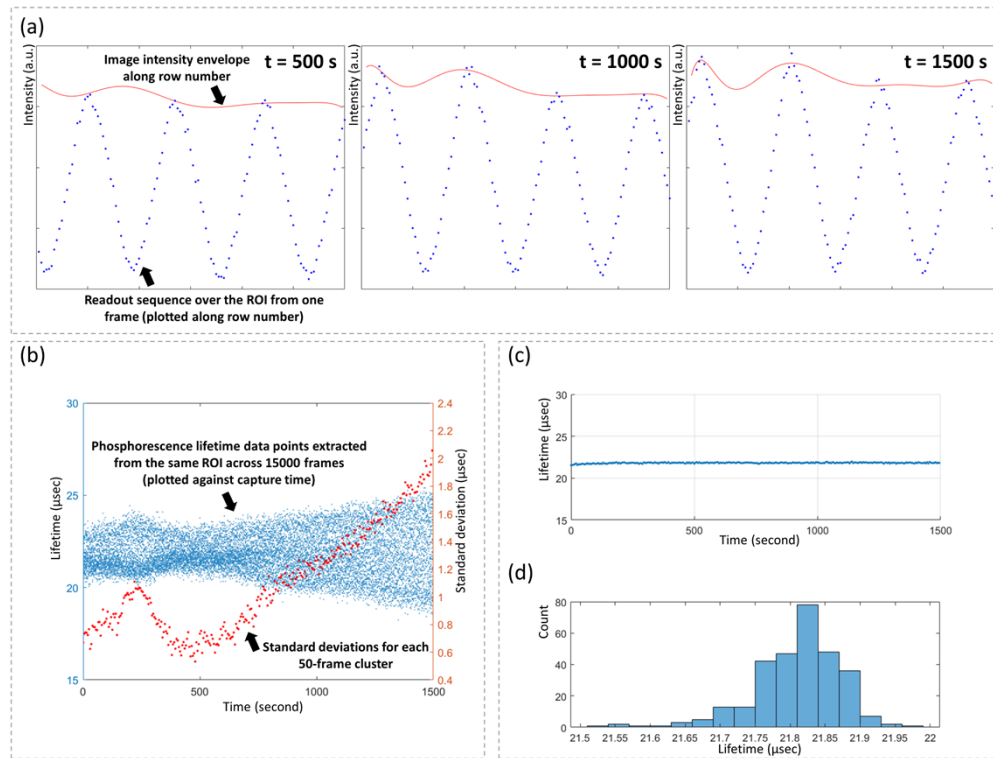 (a)
Intensity (a.u.)
Image intensity envelope
along row number
t = 500 s
Readout sequence over the ROI from one
frame (plotted along row number)
Intensity (a.u.)
t = 1000 s
Intensity (a.u.)
t = 1500 s
(b)
30
25
20
15
Lifetime (μsec)
Phosphorescence lifetime data points extracted
from the same ROI across 15000 frames
(plotted against capture time)
Standard deviations for each
50-frame cluster
2.4
2.2
2
1.8
1.6
1.4
1.2
1
0.8
0.6
0.4
Standard deviation (μsec)
0 500 1000 1500
Time (second)
(c)
30
25
20
15
Lifetime (μsec)
0 500 1000 1500
Time (second)
(d)
80
60
40
20
0
Count
21.5 21.55 21.6 21.65 21.7 21.75 21.8 21.85 21.9 21.95 22
Lifetime (μsec)